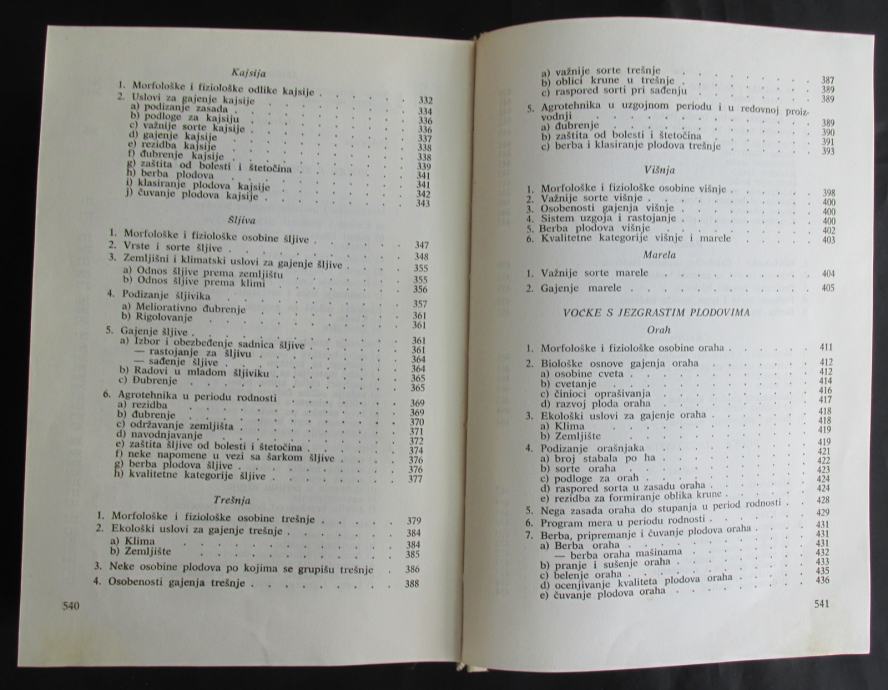 Kajsija
1. Morfološke i fiziološke odlike kajsije . . . . . 332
2. Uslovi za gajenje kajsije . . . . . 334
a) podizanje zasada . . . . . 336
b) podloge za kajsiju . . . . . 336
c) važnije sorte kajsije . . . . . 337
d) gajenje kajsije . . . . . 338
e) rezidba kajsije . . . . . 338
f) đubrenje kajsije . . . . . 339
g) zaštita od bolesti i štetočina . . . . . 341
h) berba plodova . . . . . 341
i) klasiranje plodova kajsije . . . . . 342
j) čuvanje plodova kajsije . . . . . 343
Šljiva
1. Morfološke i fiziološke osobine šljive . . . . . 347
2. Vrste i sorte šljive . . . . . 348
3. Zemljišni i klimatski uslovi za gajenje šljive . . . . . 355
a) Odnos šljive prema zemljištu . . . . . 355
b) Odnos šljive prema klimi . . . . . 356
4. Podizanje šljivika . . . . . 357
a) Meliorativno đubrenje . . . . . 361
b) Rigolovanje . . . . . 361
5. Gajenje šljive . . . . . 361
a) Izbor i obezbeđenje sadnica šljive . . . . . 361
— rastojanje za šljivu . . . . . 364
— sađenje šljive . . . . . 364
b) Radovi u mladom šljiviku . . . . . 365
c) Đubrenje . . . . . 365
6. Agrotehnika u periodu rodnosti . . . . . 369
a) rezidba . . . . . 369
b) đubrenje . . . . . 370
c) održavanje zemljišta . . . . . 371
d) navodnjavanje . . . . . 372
e) zaštita šljive od bolesti i štetočina . . . . . 374
f) neke napomene u vezi sa šarkom šljive . . . . . 376
g) berba plodova šljive . . . . . 376
h) kvalitetne kategorije šljive . . . . . 377
Trešnja
1. Morfološke i fiziološke osobine trešnje . . . . . 379
2. Ekološki uslovi za gajenje trešnje . . . . . 384
a) Klima . . . . . 384
b) Zemljište . . . . . 385
3. Neke osobine plodova po kojima se grupišu trešnje . 386
4. Osobenosti gajenja trešnje . . . . . 388
540
a) važnije sorte trešnje . . . . . 387
b) oblici krune u trešnje . . . . . 389
c) raspored sorti pri sađenju . . . . . 389
5. Agrotehnika u uzgojnom periodu i u redovnoj proiz-
vodnji . . . . . 389
a) đubrenje . . . . . 390
b) zaštita od bolesti i štetočina . . . . . 391
c) berba i klasiranje plodova trešnje . . . . . 393
Višnja
1. Morfološke i fiziološke osobine višnje . . . . . 398
2. Važnije sorte višnje . . . . . 400
3. Osobenosti gajenja višnje . . . . . 400
4. Sistem uzgoja i rastojanje . . . . . 400
5. Berba plodova višnje . . . . . 402
6. Kvalitetne kategorije višnje i marele . . . . . 403
Marela
1. Važnije sorte marele . . . . . 404
2. Gajenje marele . . . . . 405
VOĆKE S JEZGRASTIM PLODOVIMA
Orah
1. Morfološke i fiziološke osobine oraha . . . . . 411
2. Biološke osnove gajenja oraha . . . . . 412
a) osobine cveta . . . . . 412
b) cvetanje . . . . . 414
c) činioci oprašivanja . . . . . 416
d) razvoj ploda oraha . . . . . 417
3. Ekološki uslovi za gajenje oraha . . . . . 418
a) Klima . . . . . 418
b) Zemljište . . . . . 419
4. Podizanje orašnjaka . . . . . 419
a) broj stabala po ha . . . . . 421
b) sorte oraha . . . . . 422
c) podloge za orah . . . . . 423
d) raspored sorta u zasadu oraha . . . . . 424
e) rezidba za formiranje oblika krune . . . . . 424
5. Nega zasada oraha do stupanja u period rodnosti . 428
6. Program mera u periodu rodnosti . . . . . 429
7. Berba, pripremanje i čuvanje plodova oraha . . . . . 431
a) Berba oraha . . . . . 431
— berba oraha mašinama . . . . . 432
b) pranje i sušenje oraha . . . . . 433
c) belenje oraha . . . . . 435
d) ocenjivanje kvaliteta plodova oraha . . . . . 436
e) čuvanje plodova oraha . . . . .
541